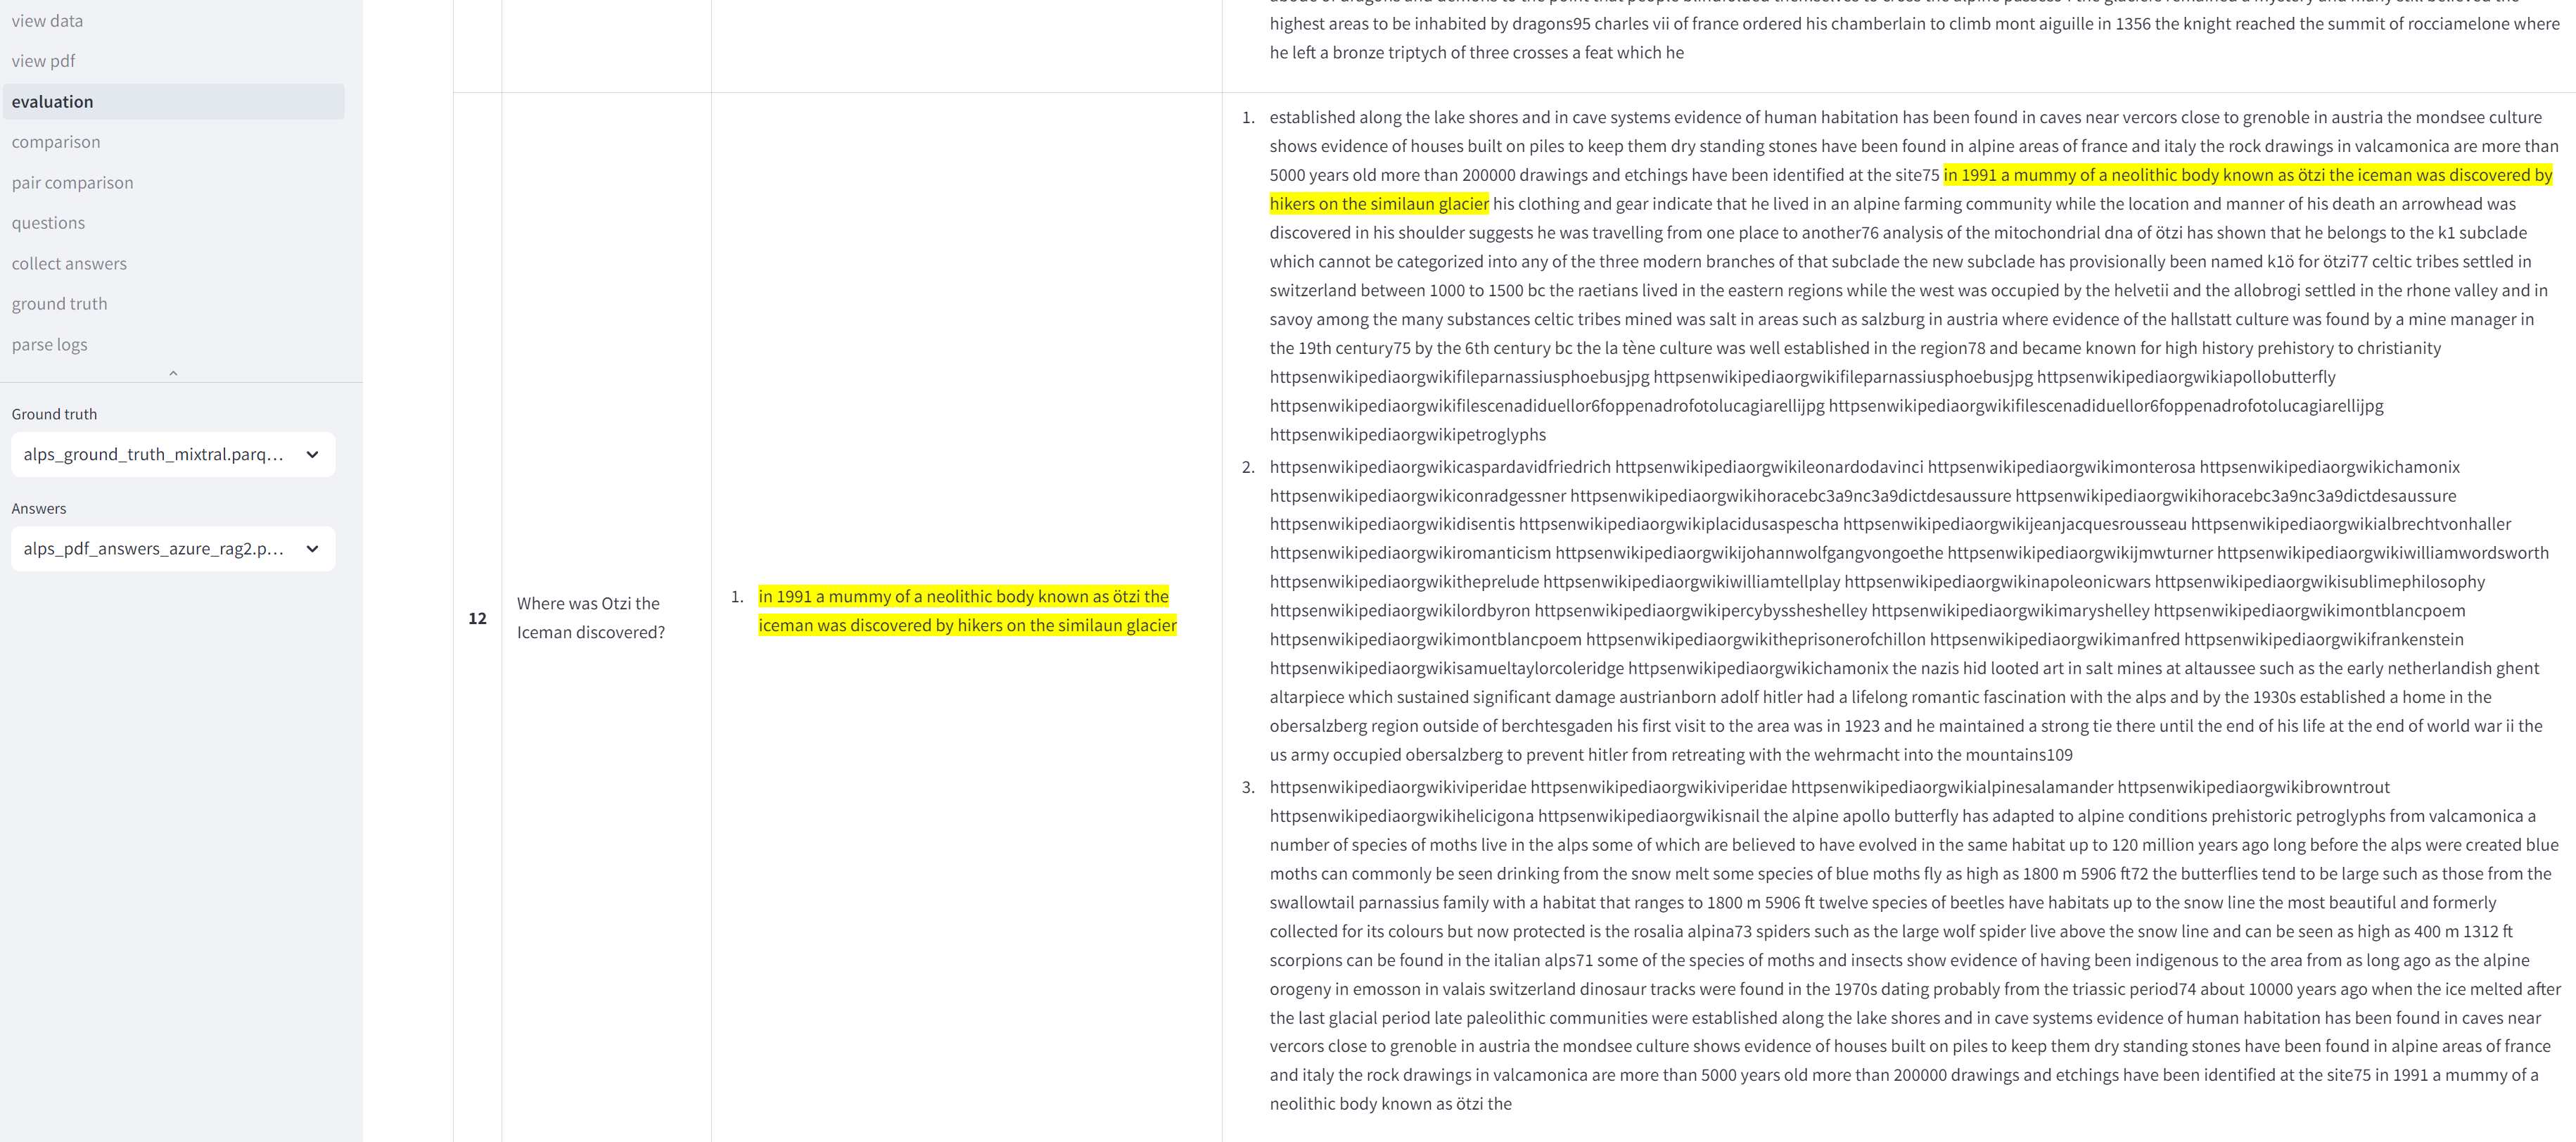 view data
view pdf
evaluation
comparison
pair comparison
questions
collect answers
ground truth
parse logs
Ground truth
alps_ground_truth_mixtral.parq...
Answers
alps_pdf_answers_azure_rag2.p...
highest areas to be inhabited by dragons95 charles vii of france ordered his chamberlain to climb mont aiguille in 1356 the knight reached the summit of rocciamelone where
he left a bronze triptych of three crosses a feat which he
12
Where was Otzi the
Iceman discovered?
1. in 1991 a mummy of a neolithic body known as ötzi the
iceman was discovered by hikers on the similaun glacier
1. established along the lake shores and in cave systems evidence of human habitation has been found in caves near vercors close to grenoble in austria the mondsee culture
shows evidence of houses built on piles to keep them dry standing stones have been found in alpine areas of france and italy the rock drawings in valcamonica are more than
5000 years old more than 200000 drawings and etchings have been identified at the site75 in 1991 a mummy of a neolithic body known as ötzi the iceman was discovered by
hikers on the similaun glacier his clothing and gear indicate that he lived in an alpine farming community while the location and manner of his death an arrowhead was
discovered in his shoulder suggests he was travelling from one place to another76 analysis of the mitochondrial dna of ötzi has shown that he belongs to the k1 subclade
which cannot be categorized into any of the three modern branches of that subclade the new subclade has provisionally been named k1ö for ötzi77 celtic tribes settled in
switzerland between 1000 to 1500 bc the raetians lived in the eastern regions while the west was occupied by the helvetii and the allobrogi settled in the rhone valley and in
savoy among the many substances celtic tribes mined was salt in areas such as salzburg in austria where evidence of the hallstatt culture was found by a mine manager in
the 19th century75 by the 6th century bc the la tène culture was well established in the region78 and became known for high history prehistory to christianity
httpsenwikipediaorgwikifileparnassiusphoebusjpg httpsenwikipediaorgwikifileparnassiusphoebusjpg httpsenwikipediaorgwikiapollobutterfly
httpsenwikipediaorgwikifilescenadiduellor6foppenadrofotolucagiarellijpg httpsenwikipediaorgwikifilescenadiduellor6foppenadrofotolucagiarellijpg
httpsenwikipediaorgwikipetroglyphs
2. httpsenwikipediaorgwikicaspardavidfriedrich httpsenwikipediaorgwikileonardodavinci httpsenwikipediaorgwikimonterosa httpsenwikipediaorgwikichamonix
httpsenwikipediaorgwikiconradgessner httpsenwikipediaorgwikihoracebc3a9nc3a9dictdesaussure httpsenwikipediaorgwikihoracebc3a9nc3a9dictdesaussure
httpsenwikipediaorgwikidisentis httpsenwikipediaorgwikiplacidusaspescha httpsenwikipediaorgwikijeanjacquesrousseau httpsenwikipediaorgwikialbrechtvonhaller
httpsenwikipediaorgwikiromanticism httpsenwikipediaorgwikijohannwolfgangvongoethe httpsenwikipediaorgwikijmwturner httpsenwikipediaorgwikiwilliamwordsworth
httpsenwikipediaorgwikitheprelude httpsenwikipediaorgwikiwilliamtellplay httpsenwikipediaorgwikinapoleonicwars httpsenwikipediaorgwikisublimephilosophy
httpsenwikipediaorgwikilordbyron httpsenwikipediaorgwikipercybyssheshelley httpsenwikipediaorgwikimaryshelley httpsenwikipediaorgwikimontblancpoem
httpsenwikipediaorgwikimontblancpoem httpsenwikipediaorgwikitheprisonerofchillon httpsenwikipediaorgwikimanfred httpsenwikipediaorgwikifrankenstein
httpsenwikipediaorgwikisamueltaylorcoleridge httpsenwikipediaorgwikichamonix the nazis hid looted art in salt mines at altaussee such as the early netherlandish ghent
altarpiece which sustained significant damage austrianborn adolf hitler had a lifelong romantic fascination with the alps and by the 1930s established a home in the
obersalzberg region outside of berchtesgaden his first visit to the area was in 1923 and he maintained a strong tie there until the end of his life at the end of world war ii the
us army occupied obersalzberg to prevent hitler from retreating with the wehrmacht into the mountains109
3. httpsenwikipediaorgwikiviperidae httpsenwikipediaorgwikiviperidae httpsenwikipediaorgwikialpinesalamander httpsenwikipediaorgwikibrowntrout
httpsenwikipediaorgwikihelicigona httpsenwikipediaorgwikisnail the alpine apollo butterfly has adapted to alpine conditions prehistoric petroglyphs from valcamonica a
number of species of moths live in the alps some of which are believed to have evolved in the same habitat up to 120 million years ago long before the alps were created blue
moths can commonly be seen drinking from the snow melt some species of blue moths fly as high as 1800 m 5906 ft72 the butterflies tend to be large such as those from the
swallowtail parnassius family with a habitat that ranges to 1800 m 5906 ft twelve species of beetles have habitats up to the snow line the most beautiful and formerly
collected for its colours but now protected is the rosalia alpina73 spiders such as the large wolf spider live above the snow line and can be seen as high as 400 m 1312 ft
scorpions can be found in the italian alps71 some of the species of moths and insects show evidence of having been indigenous to the area from as long ago as the alpine
orogeny in emosson in valais switzerland dinosaur tracks were found in the 1970s dating probably from the triassic period74 about 10000 years ago when the ice melted after
the last glacial period late paleolithic communities were established along the lake shores and in cave systems evidence of human habitation has been found in caves near
vercors close to grenoble in austria the mondsee culture shows evidence of houses built on piles to keep them dry standing stones have been found in alpine areas of france
and italy the rock drawings in valcamonica are more than 5000 years old more than 200000 drawings and etchings have been identified at the site75 in 1991 a mummy of a
neolithic body known as ötzi the